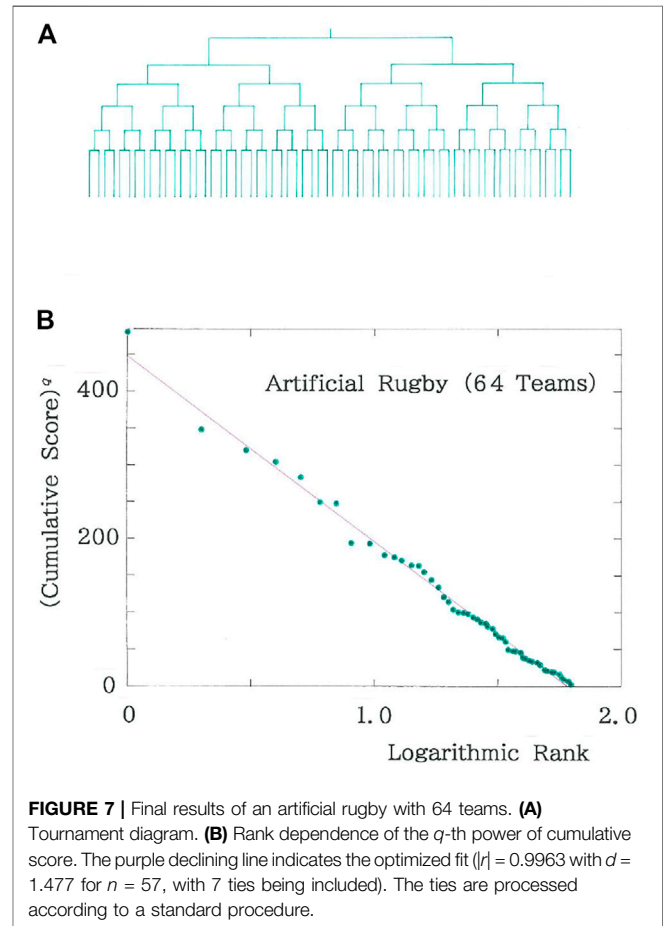 A
B
(Cumulative Score)^q
400
200
0
Artificial Rugby (64 Teams)
0 1.0 2.0
Logarithmic Rank
FIGURE 7 | Final results of an artificial rugby with 64 teams. (A)
Tournament diagram. (B) Rank dependence of the q-th power of cumulative
score. The purple declining line indicates the optimized fit (|r| = 0.9963 with d =
1.477 for n = 57, with 7 ties being included). The ties are processed
according to a standard procedure.